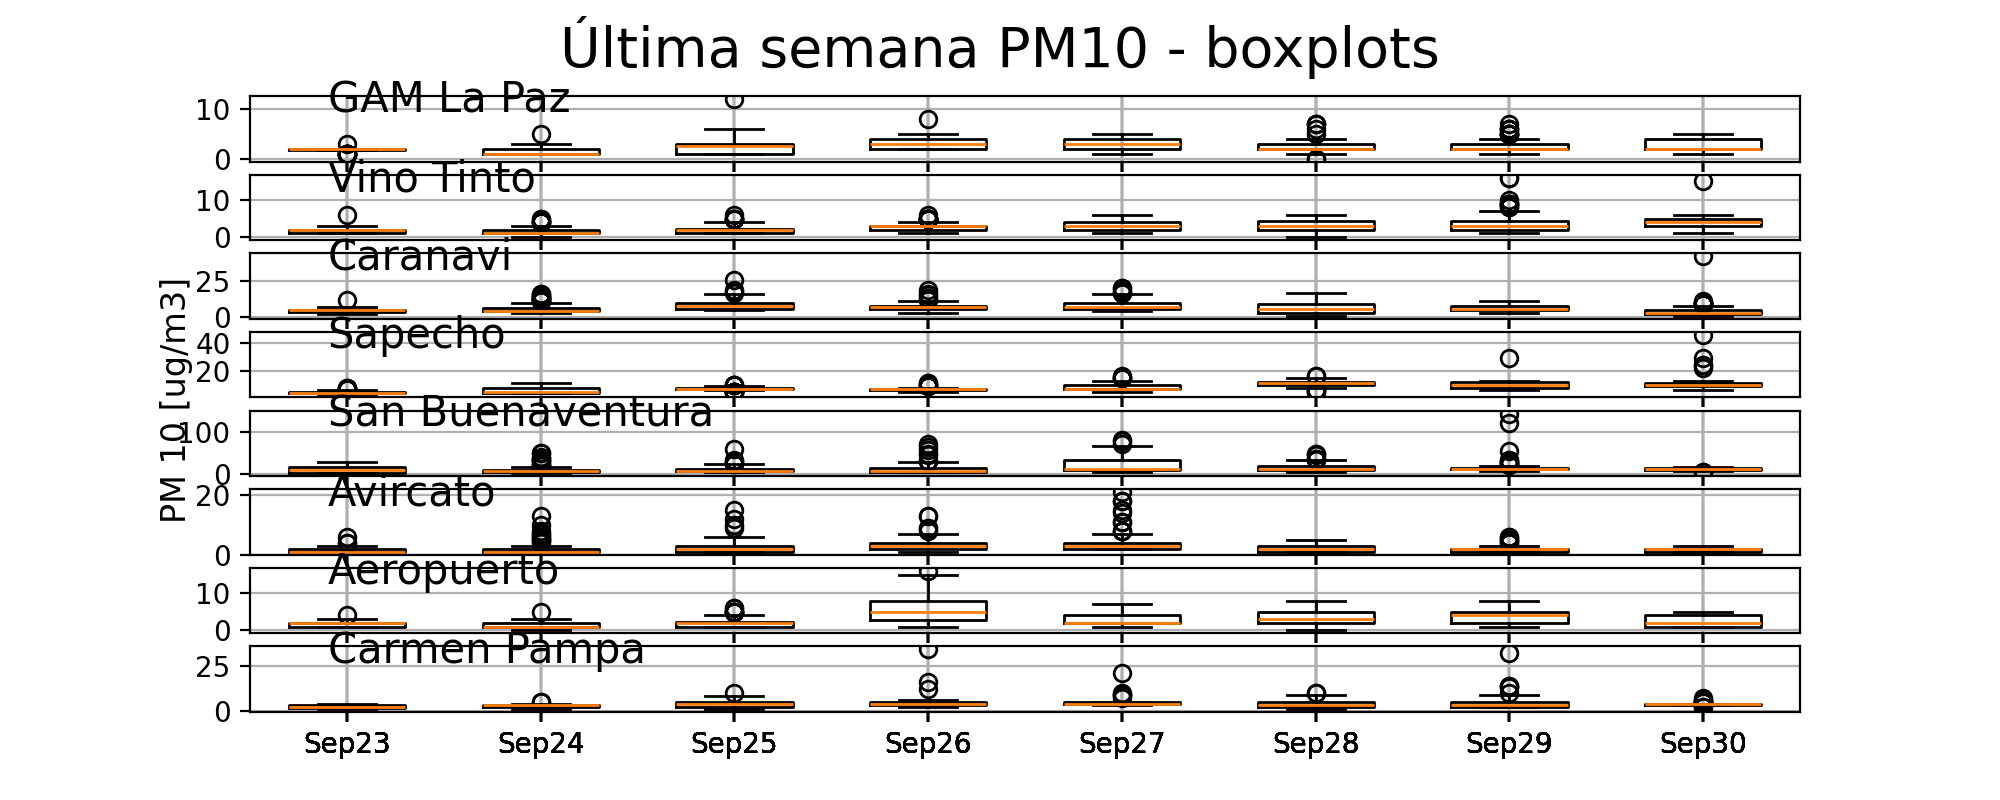 Última semana PM10 - boxplots
GAM La Paz
10
0
Vino Tinto
10
0
Caranavi
25
0
Sapecho
40
20
San Buenaventura
100
0
Avircato
20
0
Aeropuerto
10
0
Carmen Pampa
25
0
PM 10 [ug/m3]
Sep23 Sep24 Sep25 Sep26 Sep27 Sep28 Sep29 Sep30